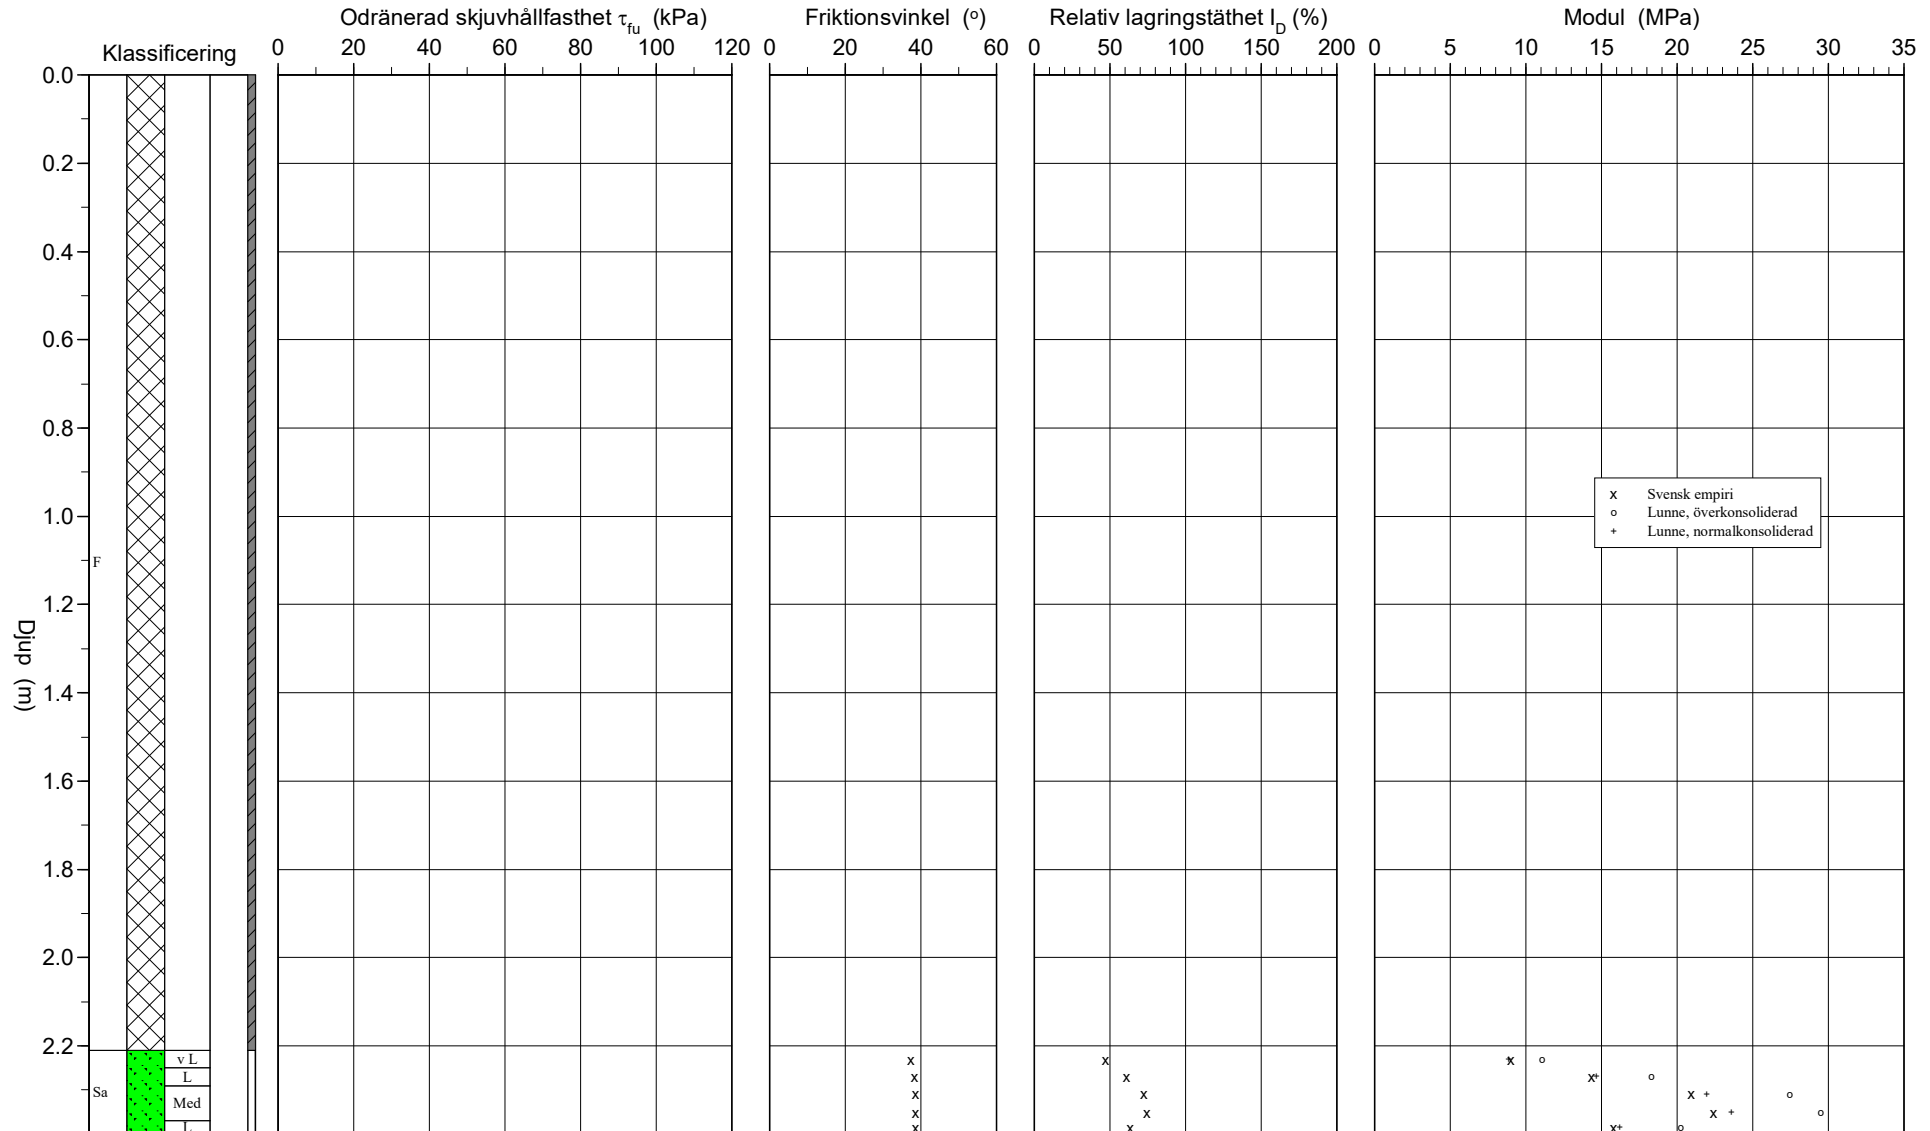 Odränerad skjuvhållfasthet τfu (kPa) Friktionsvinkel (o) Relativ lagringstäthet ID (%) Modul (MPa)
Klassificering 0 20 40 60 80 100 120 0 20 40 60 0 50 100 150 200 0 5 10 15 20 25 30 35
0.0
0.2
0.4
0.6
0.8
x Svensk empiri
1.0
o Lunne, överkonsoliderad
+ Lunne, normalkonsoliderad
F
1.2
Djup (m)
1.4
1.6
1.8
2.0
2.2
v L
L
Sa
Med
L